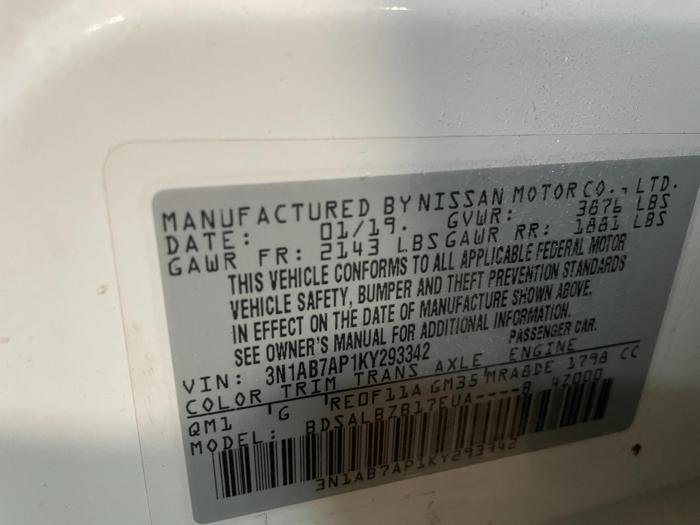 MANUFACTURED BY NISSAN MOTOR CO., LTD.
DATE: 01/19. GVWR: 3876 LBS
GAWR FR: 2143 LBS GAWR RR: 1881 LBS
THIS VEHICLE CONFORMS TO ALL APPLICABLE FEDERAL MOTOR
VEHICLE SAFETY, BUMPER AND THEFT PREVENTION STANDARDS
IN EFFECT ON THE DATE OF MANUFACTURE SHOWN ABOVE.
SEE OWNER'S MANUAL FOR ADDITIONAL INFORMATION.
VIN: 3N1AB7AP1KY293342 PASSENGER CAR.
COLOR TRIM TRANS AXLE ENGINE
QM1 G RE0F11A GM35 MRA8DE 1798 CC
MODEL: BDSALBZB17EUA----B 4Z000
3N1AB7AP1KY293342